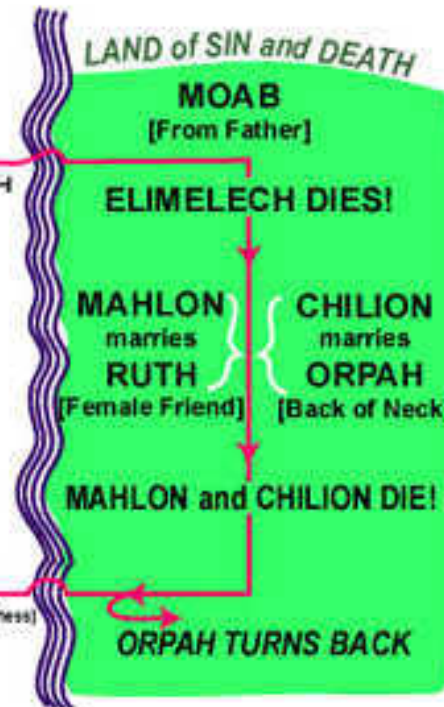 LAND of SIN and DEATH
MOAB
[From Father]
H
ELIMELECH DIES!
MAHLON
marries
RUTH
[Female Friend]
CHILION
marries
ORPAH
[Back of Neck
MAHLON and CHILION DIE!
ness]
ORPAH TURNS BACK